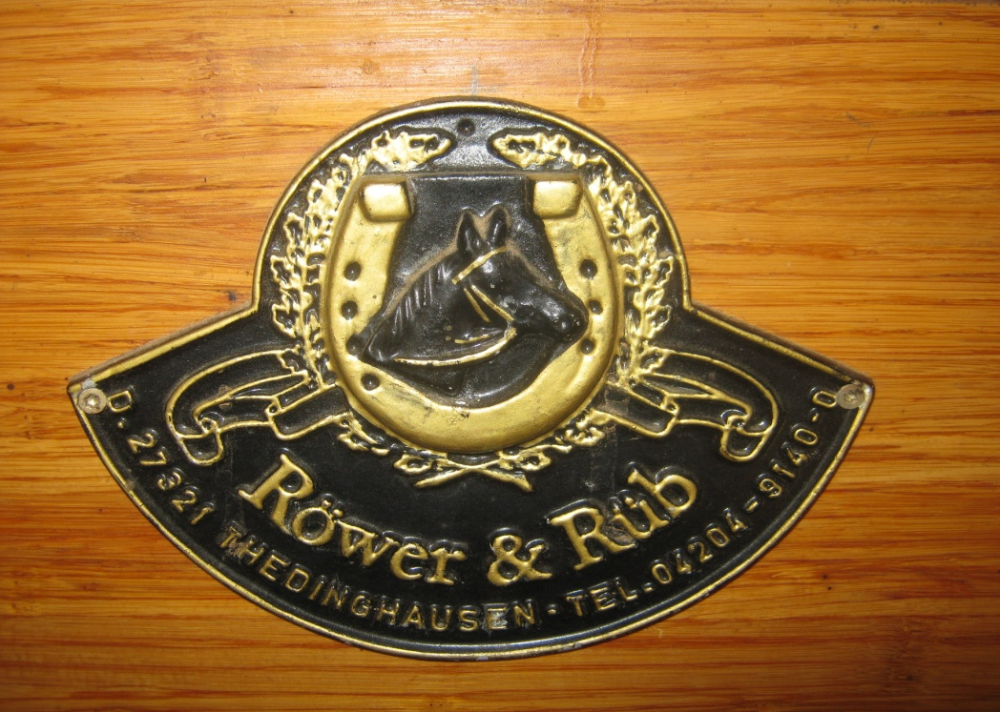 Röwer & Rüb
D. 27321 THEDINGHAUSEN · TEL. 04204-9140-0